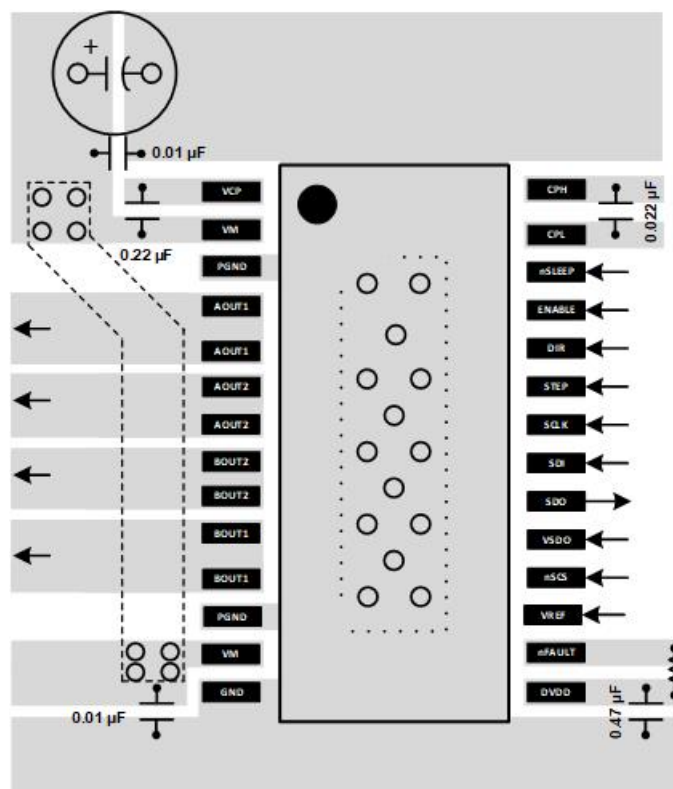 +
0.01 µF
VCP
CPH
0.022 µF
0.22 µF
VM
CPL
PGND
nSLEEP
AOUT1
ENABLE
AOUT1
DIR
AOUT2
STEP
AOUT2
SCLK
BOUT2
SDI
BOUT2
SDO
BOUT1
VSDO
BOUT1
nSCS
PGND
VREF
VM
nFAULT
GND
DVDD
0.01 µF
0.47 µF